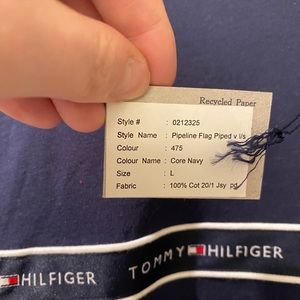 Recycled Paper
Style # : 0212325
Style Name : Pipeline Flag Piped v l/s
Colour : 475
Colour Name : Core Navy
Size : L
Fabric : 100% Cot 20/1 Jsy pd
HILFIGER TOMMY HILFIGER